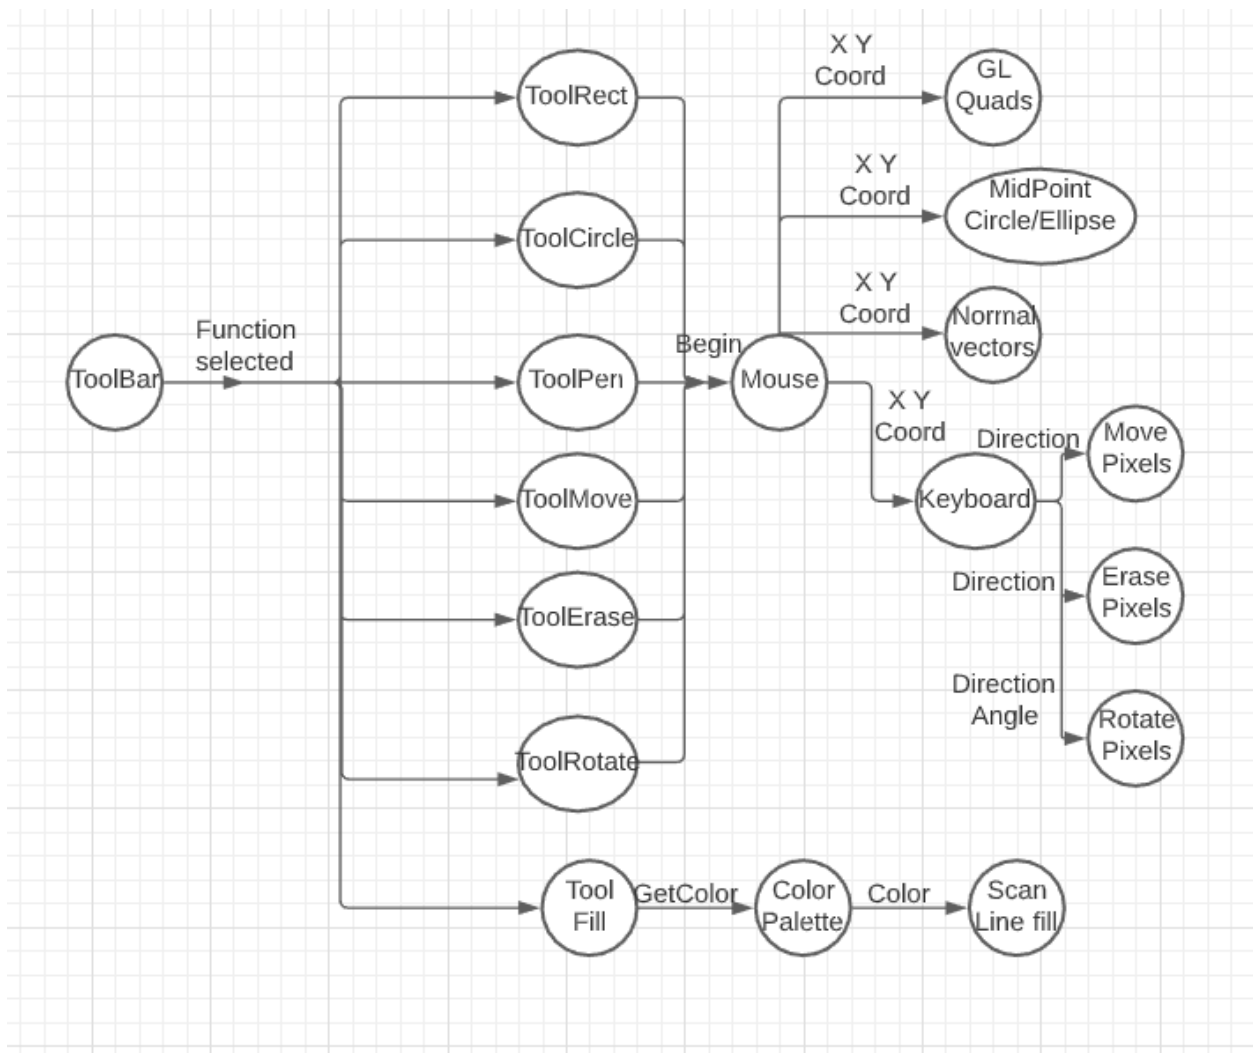 X Y
Coord
GL
Quads
ToolRect
X Y
Coord
MidPoint
Circle/Ellipse
ToolCircle
X Y
Coord
Normal
vectors
Function
selected
Begin
ToolBar
ToolPen
Mouse
X Y
Coord
Direction
Move
Pixels
ToolMove
Keyboard
Direction
Erase
Pixels
ToolErase
Direction
Angle
Rotate
Pixels
ToolRotate
Tool
Fill
GetColor
Color
Palette
Color
Scan
Line fill